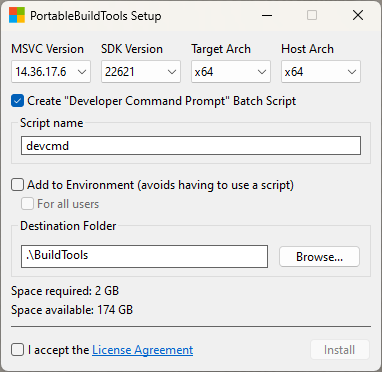 PortableBuildTools Setup
MSVC Version SDK Version Target Arch Host Arch
14.36.17.6 22621 x64 x64
Create "Developer Command Prompt" Batch Script
Script name
devcmd
Add to Environment (avoids having to use a script)
For all users
Destination Folder
.\BuildTools Browse...
Space required: 2 GB
Space available: 174 GB
I accept the License Agreement Install